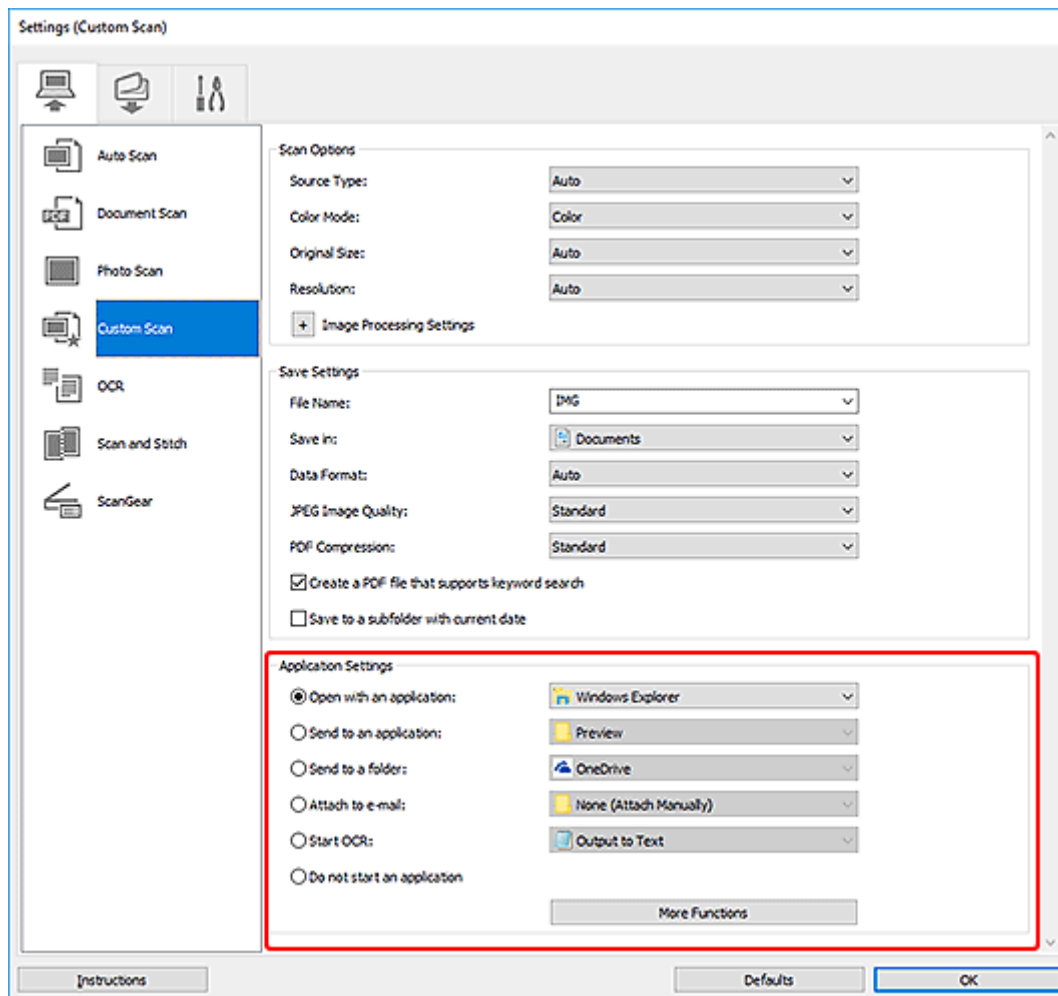 Settings (Custom Scan)
Auto Scan
Document Scan
Photo Scan
Custom Scan
OCR
Scan and Stitch
ScanGear
Scan Options
Source Type: Auto
Color Mode: Color
Original Size: Auto
Resolution: Auto
+ Image Processing Settings
Save Settings
File Name: IMG
Save in: Documents
Data Format: Auto
JPEG Image Quality: Standard
PDF Compression: Standard
Create a PDF file that supports keyword search
Save to a subfolder with current date
Application Settings
Open with an application: Windows Explorer
Send to an application: Preview
Send to a folder: OneDrive
Attach to e-mail: None (Attach Manually)
Start OCR: Output to Text
Do not start an application
More Functions
Instructions Defaults OK